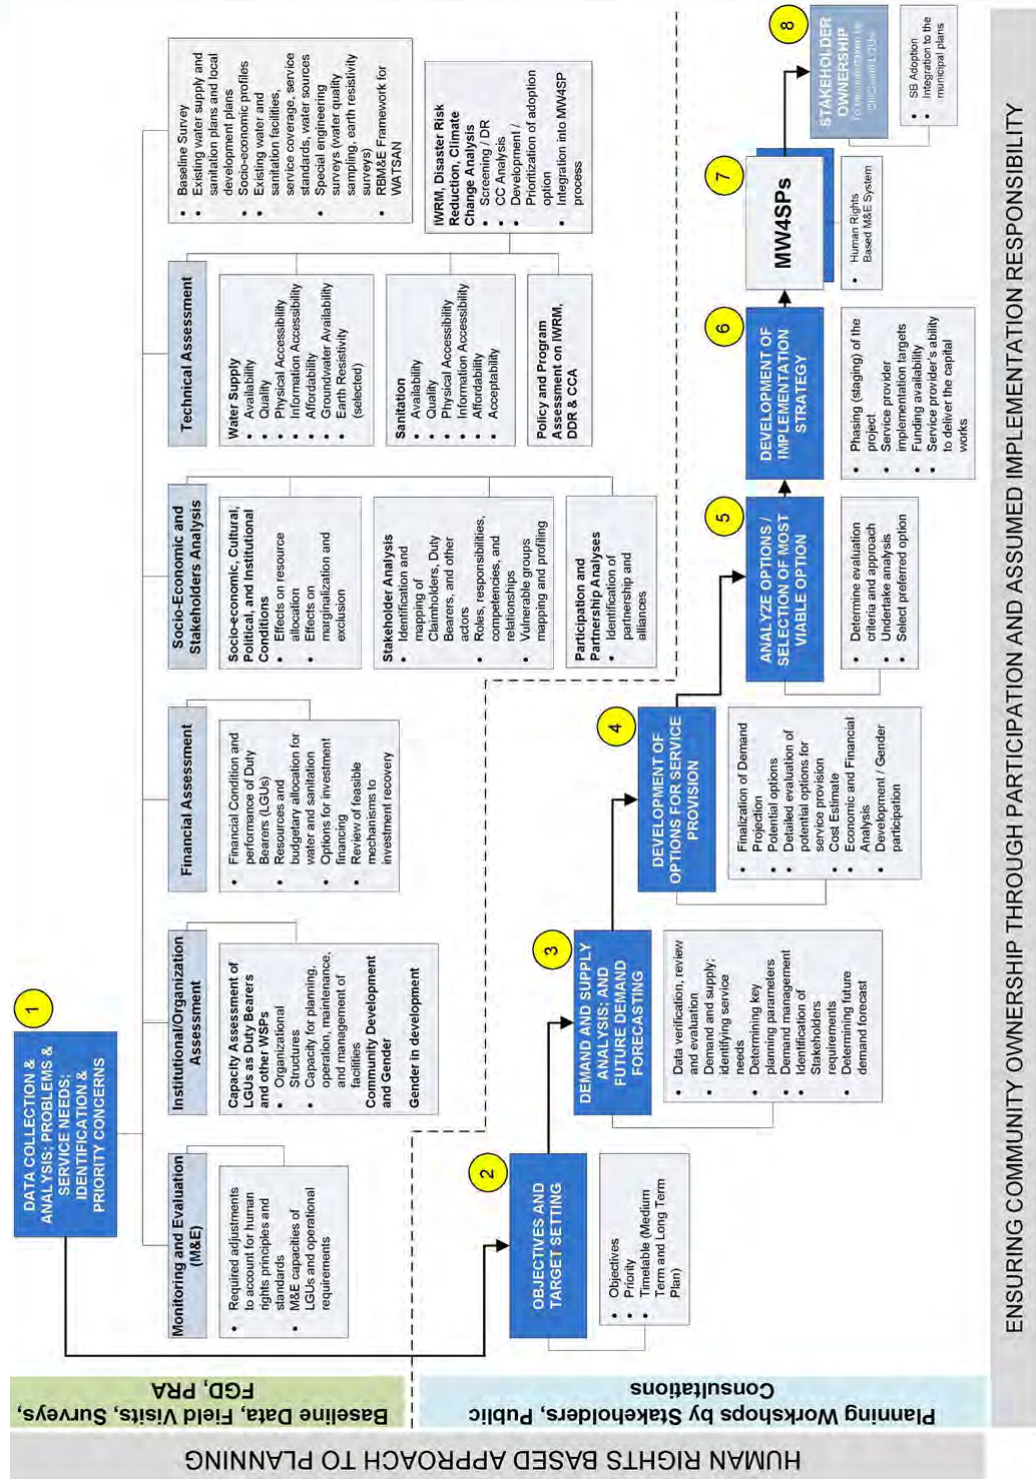 HUMAN RIGHTS BASED APPROACH TO PLANNING
Baseline Data, Field Visits, Surveys,
FGD, PRA
Planning Workshops by Stakeholders, Public
Consultations
1
DATA COLLECTION &
ANALYSIS; PROBLEMS &
SERVICE NEEDS;
IDENTIFICATION &
PRIORITY CONCERNS
Monitoring and Evaluation
(M&E)
• Required adjustments
to account for human
rights principles and
standards
• M&E capacities of
LGUs and operational
requirements
Institutional/Organization
Assessment
Capacity Assessment of
LGUs as Duty Bearers
and other WSPs
• Organizational
Structures
• Capacity for planning,
operation, maintenance,
and management of
facilities
Community Development
and Gender
Gender in development
Financial Assessment
• Financial Condition and
performance of Duty
Bearers (LGUs)
• Resources and
budgetary allocation for
water and sanitation
• Options for investment
financing
• Review of feasible
mechanisms to
investment recovery
Socio-Economic and
Stakeholders Analysis
Socio-economic, Cultural,
Political, and Institutional
Conditions
• Effects on resource
allocation
• Effects on
marginalization and
exclusion
Stakeholder Analysis
• Identification and
mapping of
Claimholders, Duty
Bearers, and other
actors
• Roles, responsibilities,
competencies, and
relationships
• Vulnerable groups
mapping and profiling
Participation and
Partnership Analyses
• Identification of
partnership and
alliances
Technical Assessment
Water Supply
• Availability
• Quality
• Physical Accessibility
• Information Accessibility
• Affordability
• Groundwater Availability
• Earth Resistivity
(selected)
Sanitation
• Availability
• Quality
• Physical Accessibility
• Information Accessibility
• Affordability
• Acceptability
Policy and Program
Assessment on IWRM,
DDR & CCA
• Baseline Survey
• Existing water supply and
sanitation plans and local
development plans
• Socio-economic profiles
• Existing water and
sanitation facilities,
service coverage, service
standards, water sources
• Special engineering
surveys (water quality
sampling, earth resistivity
surveys)
• RBM&E Framework for
WATSAN
IWRM, Disaster Risk
Reduction, Climate
Change Analysis
• Screening / DR
• CC Analysis
• Development /
Prioritization of adoption
option
• Integration into MW4SP
process
2
OBJECTIVES AND
TARGET SETTING
• Objectives
• Priority
• Timelable (Medium
Term and Long Term
Plan)
3
DEMAND AND SUPPLY
ANALYSIS; AND
FUTURE DEMAND
FORECASTING
• Data verification, review
and evaluation
• Demand and supply;
identifying service
needs
• Determining key
planning parameters
• Demand management
• Identification of
Stakeholders
requirements
• Determining future
demand forecast
4
DEVELOPMENT OF
OPTIONS FOR SERVICE
PROVISION
• Finalization of Demand
Projection
• Potential options
• Detailed evaluation of
potential options for
service provision
• Cost Estimate
• Economic and Financial
Analysis
• Development / Gender
participation
5
ANALYZE OPTIONS /
SELECTION OF MOST
VIABLE OPTION
• Determine evaluation
criteria and approach
• Undertake analysis
• Select preferred option
6
DEVELOPMENT OF
IMPLEMENTATION
STRATEGY
• Phasing (staging) of the
project
• Service provider
implementation targets
• Funding availability
• Service provider's ability
to deliver the capital
works
7
MW4SPs
• Human Rights
Based M&E System
8
STAKEHOLDER
OWNERSHIP
• SB Adoption
• Integration to the
municipal plans
ENSURING COMMUNITY OWNERSHIP THROUGH PARTICIPATION AND ASSUMED IMPLEMENTATION RESPONSIBILITY